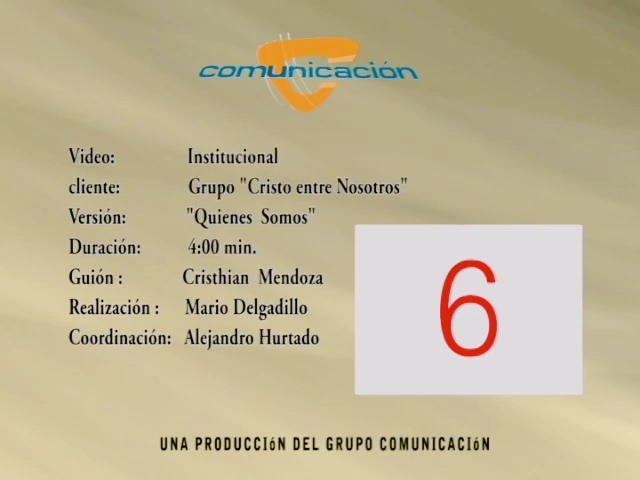 comunicación
Video: Institucional
cliente: Grupo "Cristo entre Nosotros"
Versión: "Quienes Somos"
Duración: 4:00 min.
Guión : Cristhian Mendoza
Realización : Mario Delgadillo
Coordinación: Alejandro Hurtado
6
UNA PRODUCCIóN DEL GRUPO COMUNICACIóN